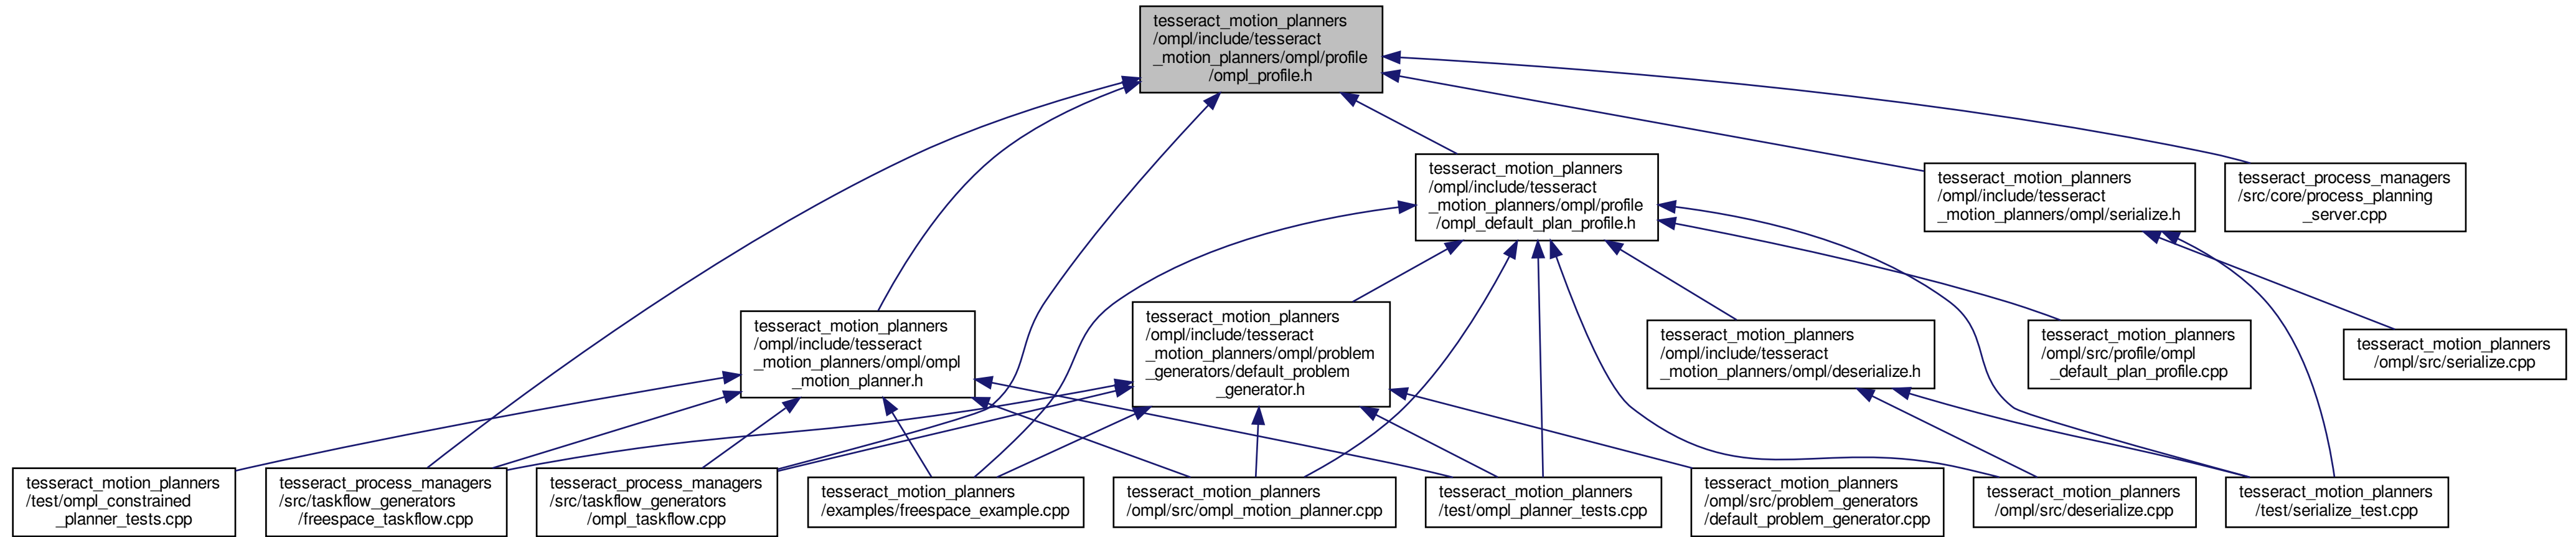 tesseract_motion_planners
/ompl/include/tesseract
_motion_planners/ompl/profile
/ompl_profile.h
tesseract_motion_planners
/ompl/include/tesseract
_motion_planners/ompl/profile
/ompl_default_plan_profile.h
tesseract_motion_planners
/ompl/include/tesseract
_motion_planners/ompl/serialize.h
tesseract_process_managers
/src/core/process_planning
_server.cpp
tesseract_motion_planners
/ompl/include/tesseract
_motion_planners/ompl/ompl
_motion_planner.h
tesseract_motion_planners
/ompl/include/tesseract
_motion_planners/ompl/problem
_generators/default_problem
_generator.h
tesseract_motion_planners
/ompl/include/tesseract
_motion_planners/ompl/deserialize.h
tesseract_motion_planners
/ompl/src/profile/ompl
_default_plan_profile.cpp
tesseract_motion_planners
/ompl/src/serialize.cpp
tesseract_motion_planners
/test/ompl_constrained
_planner_tests.cpp
tesseract_process_managers
/src/taskflow_generators
/freespace_taskflow.cpp
tesseract_process_managers
/src/taskflow_generators
/ompl_taskflow.cpp
tesseract_motion_planners
/examples/freespace_example.cpp
tesseract_motion_planners
/ompl/src/ompl_motion_planner.cpp
tesseract_motion_planners
/test/ompl_planner_tests.cpp
tesseract_motion_planners
/ompl/src/problem_generators
/default_problem_generator.cpp
tesseract_motion_planners
/ompl/src/deserialize.cpp
tesseract_motion_planners
/test/serialize_test.cpp